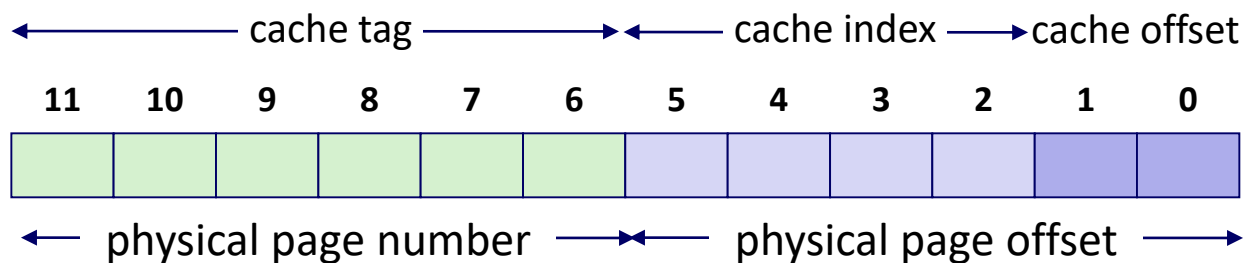 cache tag cache index cache offset
11 10 9 8 7 6 5 4 3 2 1 0
physical page number physical page offset